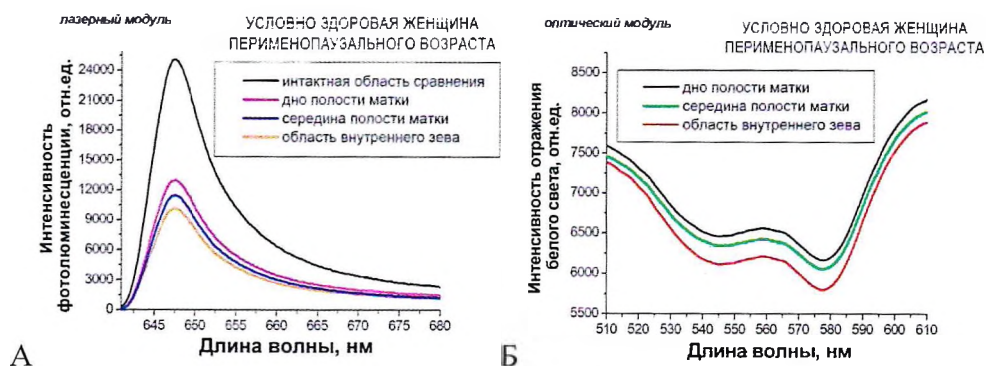 лазерный модуль
УСЛОВНО ЗДОРОВАЯ ЖЕНЩИНА
ПЕРИМЕНОПАУЗАЛЬНОГО ВОЗРАСТА
интактная область сравнения
дно полости матки
середина полости матки
область внутреннего зева
Интенсивность
фотолюминесценции, отн.ед.
24000
21000
18000
15000
12000
9000
6000
3000
0
645 650 655 660 665 670 675 680
Длина волны, нм
А
оптический модуль
УСЛОВНО ЗДОРОВАЯ ЖЕНЩИНА
ПЕРИМЕНОПАУЗАЛЬНОГО ВОЗРАСТА
дно полости матки
середина полости матки
область внутреннего зева
Интенсивность отражения
белого света, отн.ед.
8500
8000
7500
7000
6500
6000
5500
510 520 530 540 550 560 570 580 590 600 610
Длина волны, нм
Б